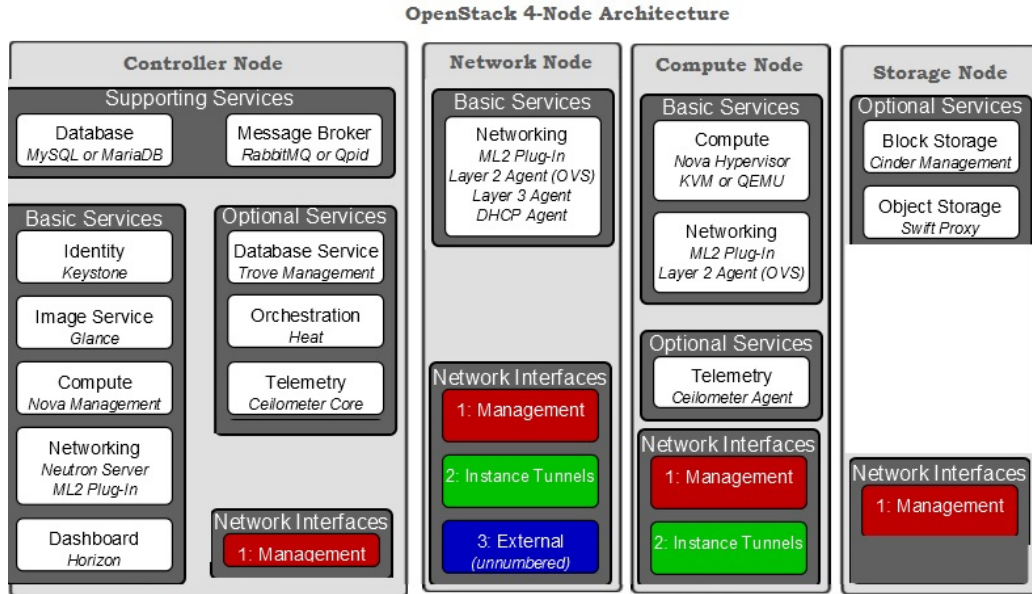 OpenStack 4-Node Architecture
Controller Node
Supporting Services
Database
MySQL or MariaDB
Message Broker
RabbitMQ or Qpid
Basic Services
Identity
Keystone
Image Service
Glance
Compute
Nova Management
Networking
Neutron Server
ML2 Plug-In
Dashboard
Horizon
Optional Services
Database Service
Trove Management
Orchestration
Heat
Telemetry
Ceilometer Core
Network Interfaces
1: Management
Network Node
Basic Services
Networking
ML2 Plug-In
Layer 2 Agent (OVS)
Layer 3 Agent
DHCP Agent
Network Interfaces
1: Management
2: Instance Tunnels
3: External
(unnumbered)
Compute Node
Basic Services
Compute
Nova Hypervisor
KVM or QEMU
Networking
ML2 Plug-In
Layer 2 Agent (OVS)
Optional Services
Telemetry
Ceilometer Agent
Network Interfaces
1: Management
2: Instance Tunnels
Storage Node
Optional Services
Block Storage
Cinder Management
Object Storage
Swift Proxy
Network Interfaces
1: Management